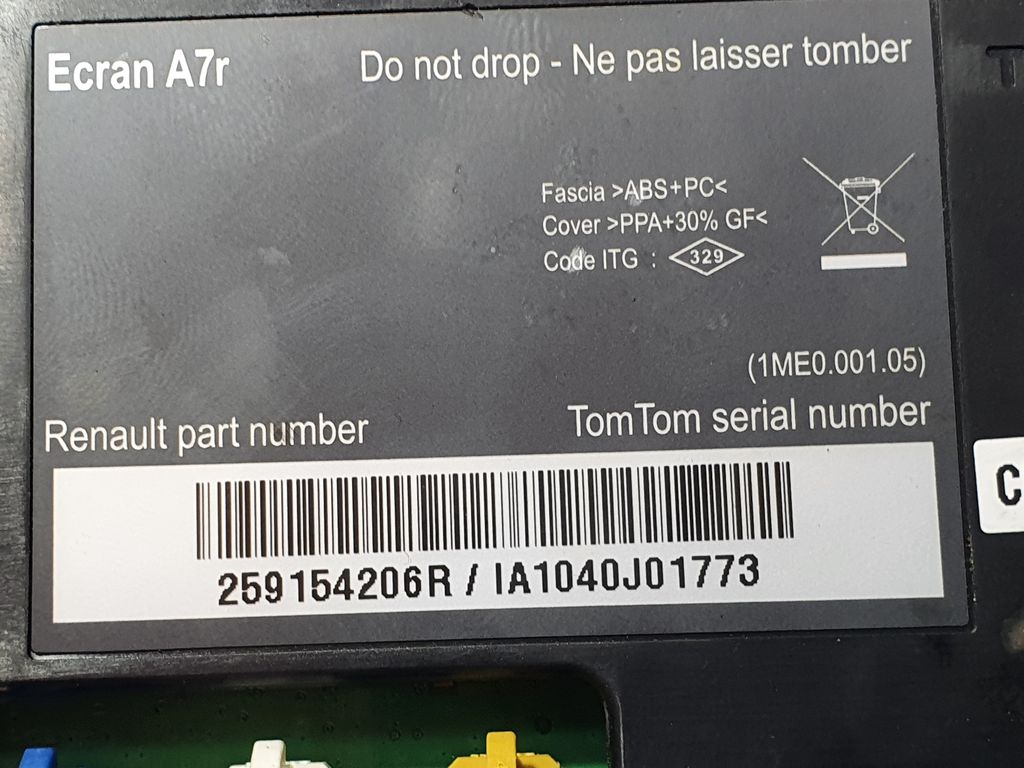 Ecran A7r
Do not drop - Ne pas laisser tomber
Fascia >ABS+PC<
Cover >PPA+30% GF<
Code ITG : 329
(1ME0.001.05)
Renault part number
TomTom serial number
259154206R / IA1040J01773
C